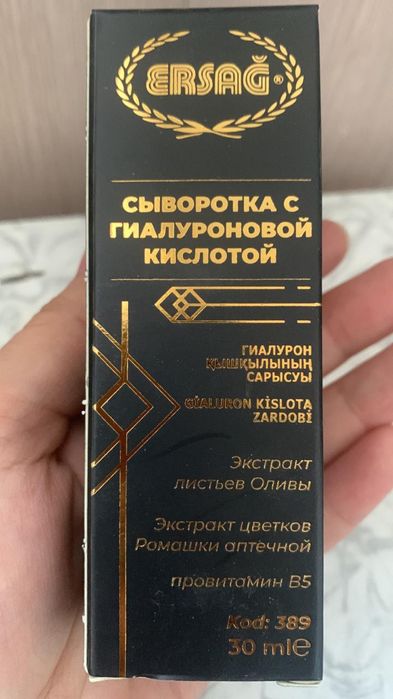 ERSAĞ®
СЫВОРОТКА С
ГИАЛУРОНОВОЙ
КИСЛОТОЙ
ГИАЛУРОН
ҚЫШҚЫЛЫНЫҢ
САРЫСУЫ
GİALURON KİSLOTA
ZARDOBİ
Экстракт
листьев Оливы
Экстракт цветков
Ромашки аптечной
провитамин B5
Kod: 389
30 ml℮